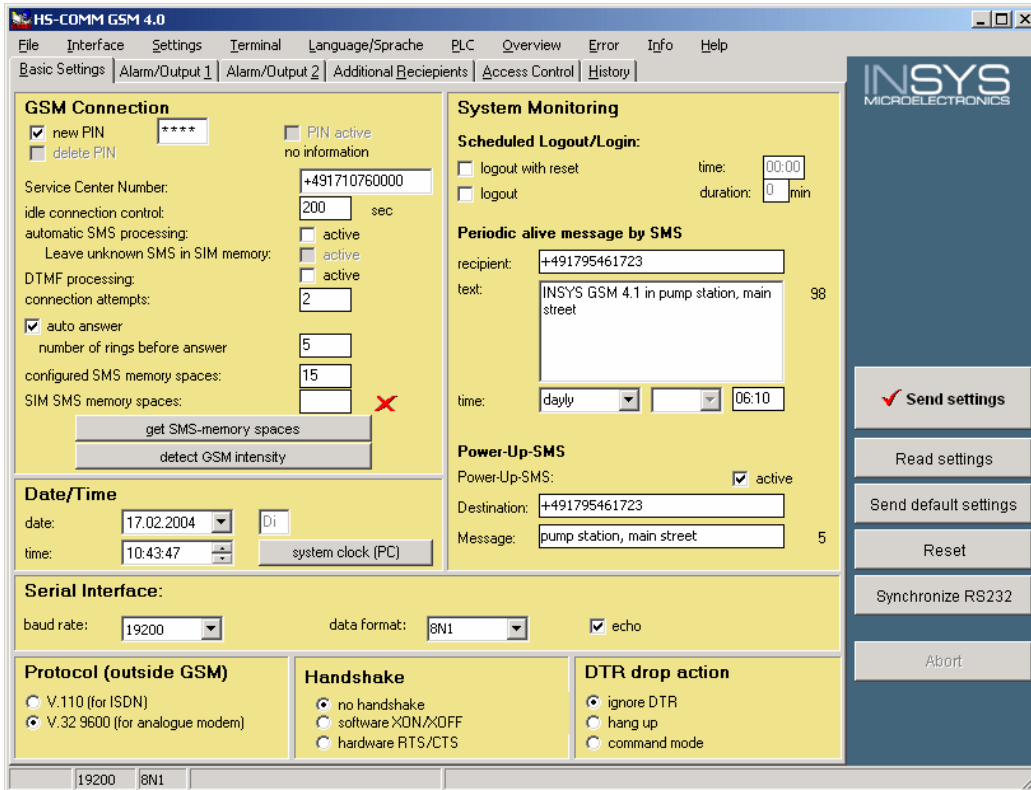 HS-COMM GSM 4.0
File Interface Settings Terminal Language/Sprache PLC Overview Error Info Help
Basic Settings Alarm/Output 1 Alarm/Output 2 Additional Reciepients Access Control History
INSYS
MICROELECTRONICS
GSM Connection
new PIN **** PIN active
delete PIN no information
Service Center Number: +491710760000
idle connection control: 200 sec
automatic SMS processing: active
Leave unknown SMS in SIM memory: active
DTMF processing: active
connection attempts: 2
auto answer
number of rings before answer 5
configured SMS memory spaces: 15
SIM SMS memory spaces:
get SMS-memory spaces
detect GSM intensity
System Monitoring
Scheduled Logout/Login:
logout with reset time: 00:00
logout duration: 0 min
Periodic alive message by SMS
recipient: +491795461723
text: INSYS GSM 4.1 in pump station, main 98
street
time: dayly 06:10
Power-Up-SMS
Power-Up-SMS: active
Destination: +491795461723
Message: pump station, main street 5
Date/Time
date: 17.02.2004 Di
time: 10:43:47 system clock (PC)
Serial Interface:
baud rate: 19200 data format: 8N1 echo
Protocol (outside GSM)
V.110 (for ISDN)
V.32 9600 (for analogue modem)
Handshake
no handshake
software XON/XOFF
hardware RTS/CTS
DTR drop action
ignore DTR
hang up
command mode
Send settings
Read settings
Send default settings
Reset
Synchronize RS232
Abort
19200 8N1